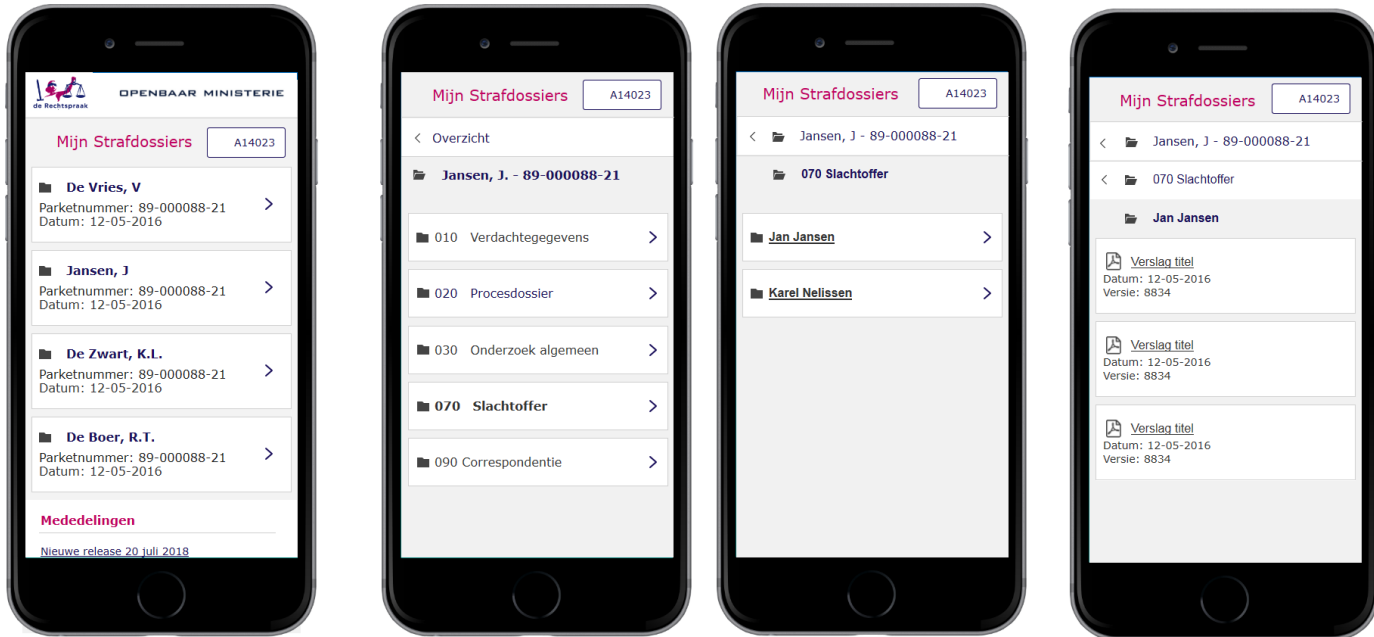 de Rechtspraak
OPENBAAR MINISTERIE
Mijn Strafdossiers
A14023
De Vries, V
Parketnummer: 89-000088-21
Datum: 12-05-2016
Jansen, J
Parketnummer: 89-000088-21
Datum: 12-05-2016
De Zwart, K.L.
Parketnummer: 89-000088-21
Datum: 12-05-2016
De Boer, R.T.
Parketnummer: 89-000088-21
Datum: 12-05-2016
Mededelingen
Nieuwe release 20 juli 2018
Mijn Strafdossiers
A14023
Overzicht
Jansen, J. - 89-000088-21
010 Verdachtegegevens
020 Procesdossier
030 Onderzoek algemeen
070 Slachtoffer
090 Correspondentie
Mijn Strafdossiers
A14023
Jansen, J - 89-000088-21
070 Slachtoffer
Jan Jansen
Karel Nelissen
Mijn Strafdossiers
A14023
Jansen, J - 89-000088-21
070 Slachtoffer
Jan Jansen
Verslag titel
Datum: 12-05-2016
Versie: 8834
Verslag titel
Datum: 12-05-2016
Versie: 8834
Verslag titel
Datum: 12-05-2016
Versie: 8834